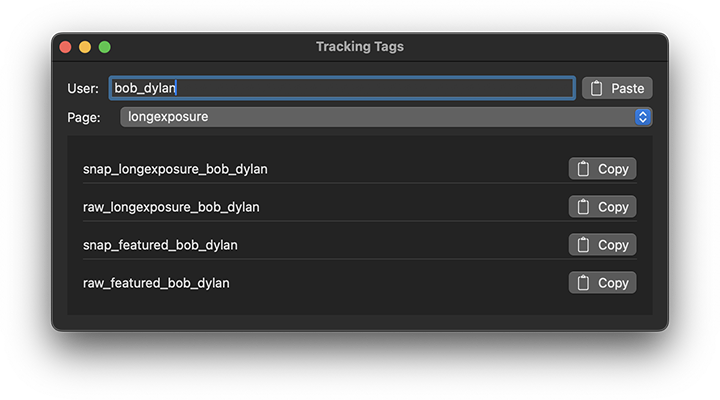 Tracking Tags
User: bob_dylan Paste
Page: longexposure
snap_longexposure_bob_dylan Copy
raw_longexposure_bob_dylan Copy
snap_featured_bob_dylan Copy
raw_featured_bob_dylan Copy